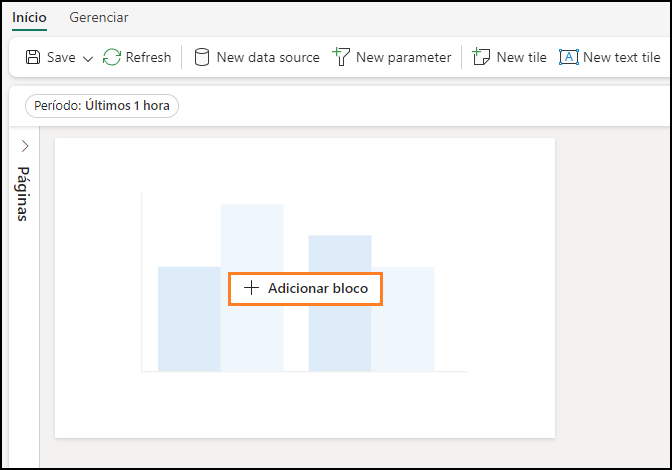 Início Gerenciar
Save Refresh New data source New parameter New tile New text tile
Período: Últimos 1 hora
Páginas
Adicionar bloco